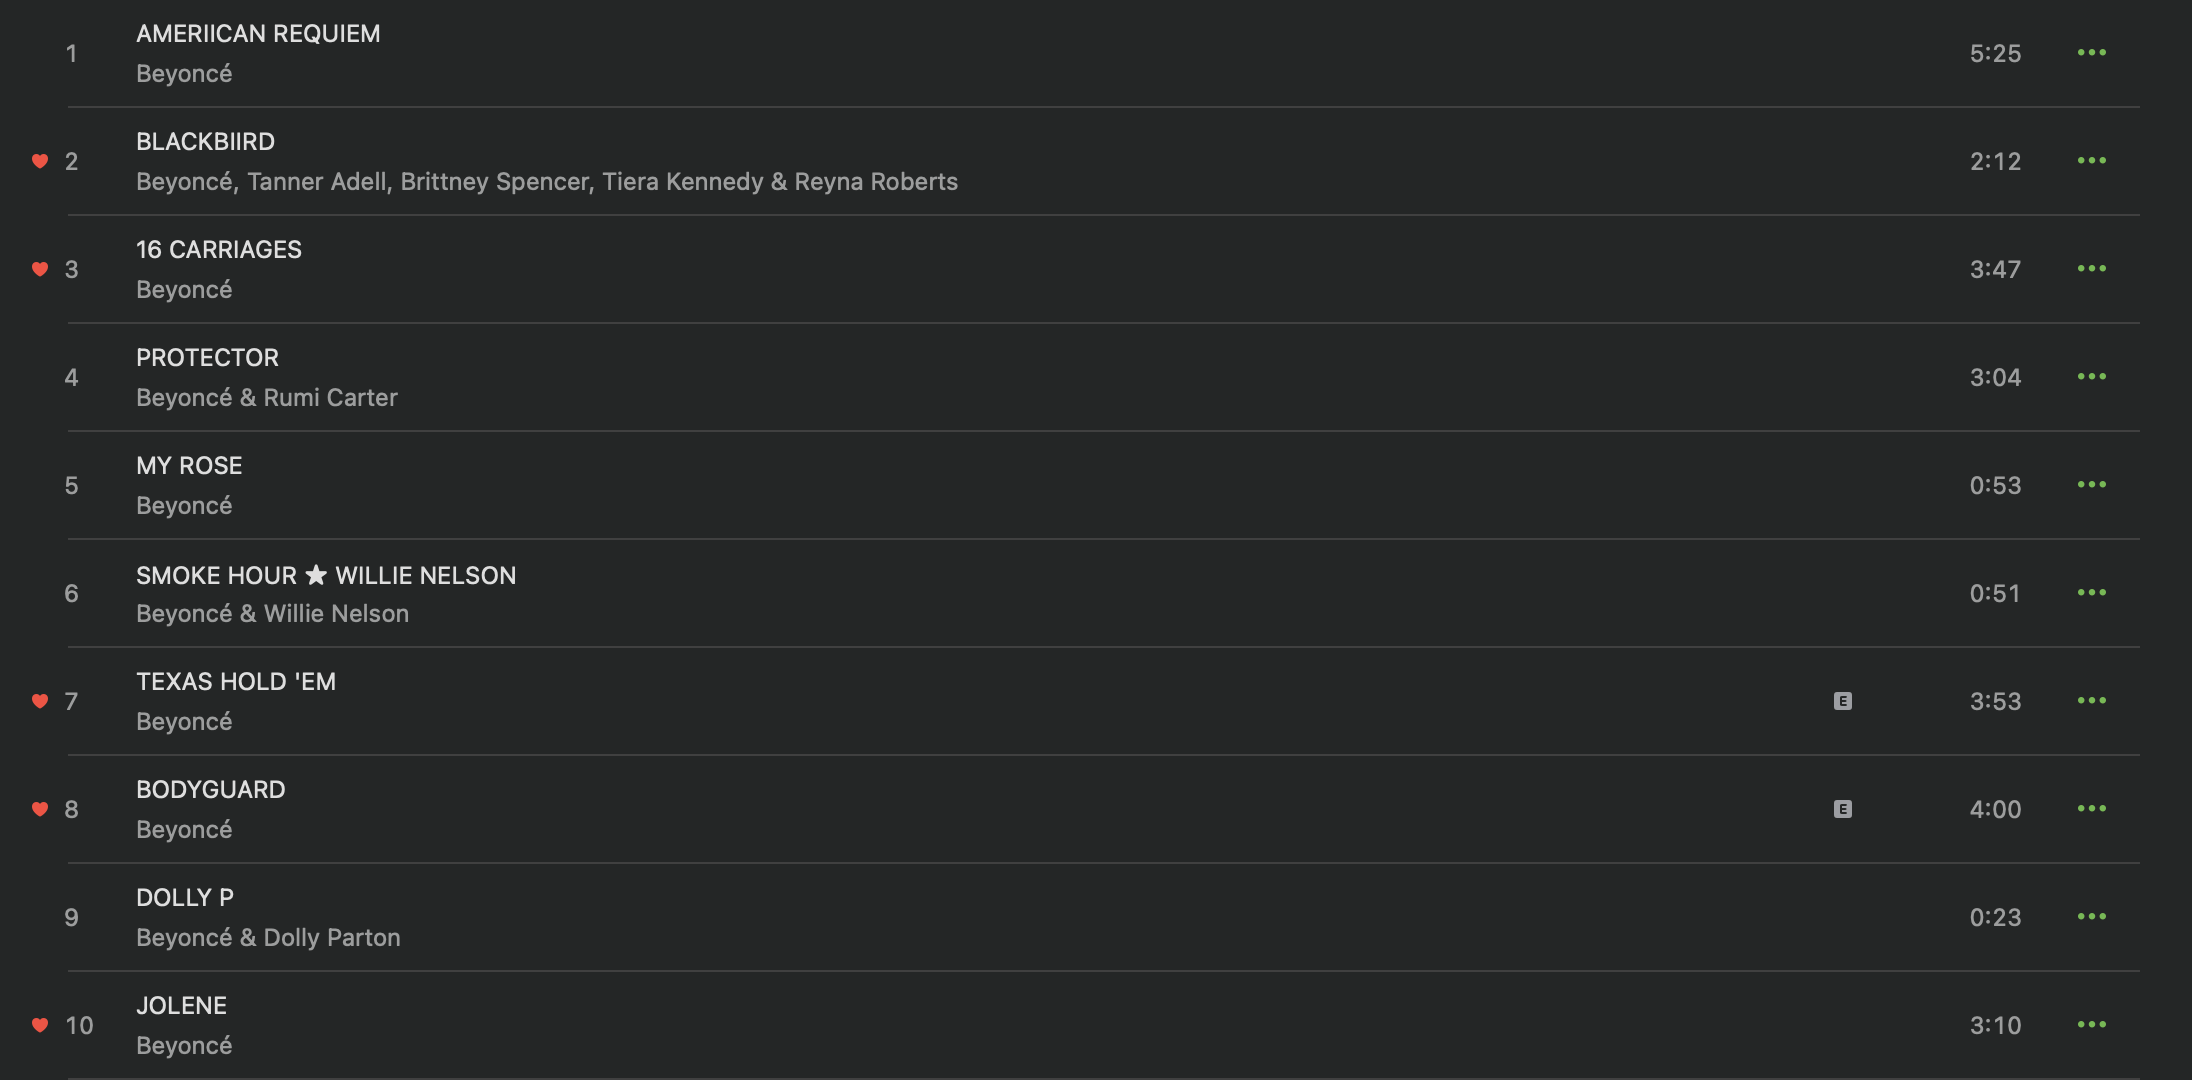 1
AMERIICAN REQUIEM
Beyoncé
5:25
2
BLACKBIIRD
Beyoncé, Tanner Adell, Brittney Spencer, Tiera Kennedy & Reyna Roberts
2:12
3
16 CARRIAGES
Beyoncé
3:47
4
PROTECTOR
Beyoncé & Rumi Carter
3:04
5
MY ROSE
Beyoncé
0:53
6
SMOKE HOUR ★ WILLIE NELSON
Beyoncé & Willie Nelson
0:51
7
TEXAS HOLD 'EM
Beyoncé
E
3:53
8
BODYGUARD
Beyoncé
E
4:00
9
DOLLY P
Beyoncé & Dolly Parton
0:23
10
JOLENE
Beyoncé
3:10